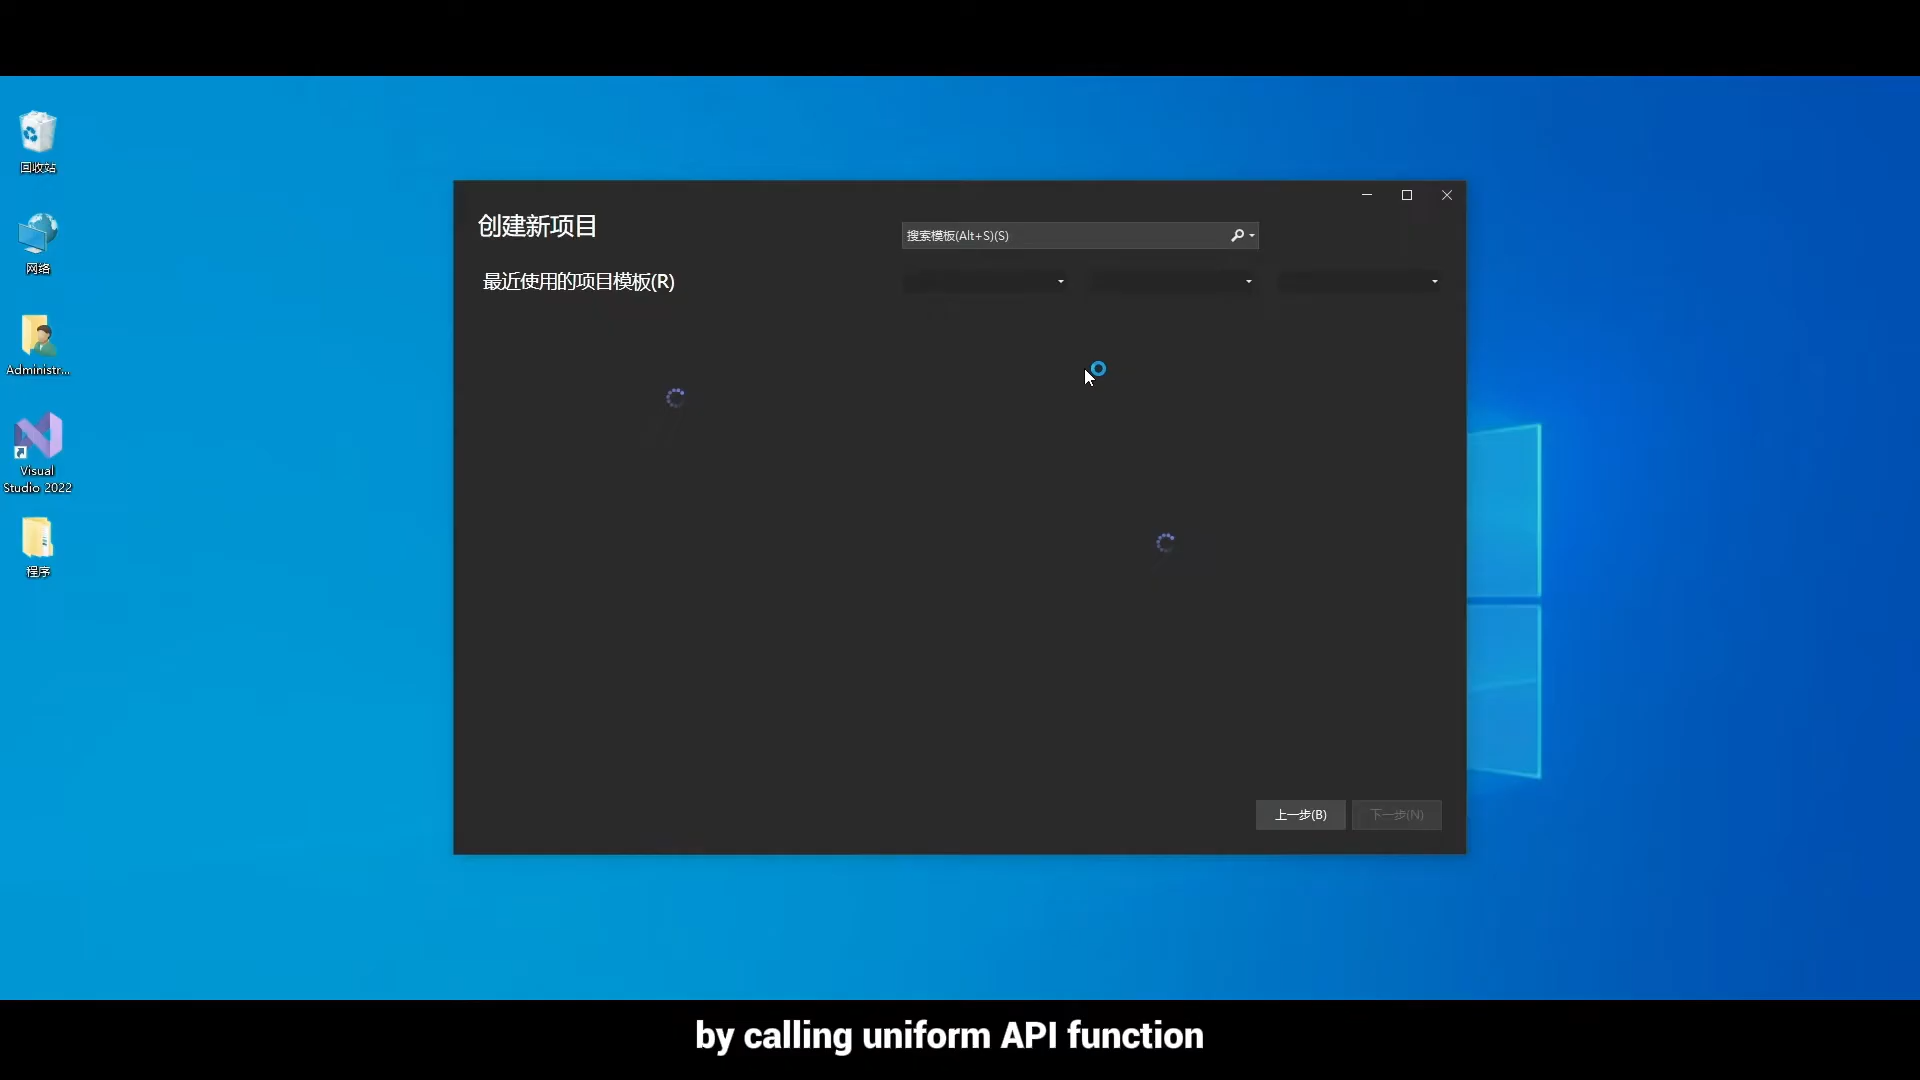 回收站
网络
Administr...
Visual
Studio 2022
程序
创建新项目
搜索模板(Alt+S)(S)
最近使用的项目模板(R)
上一步(B)
下一步(N)
by calling uniform API function